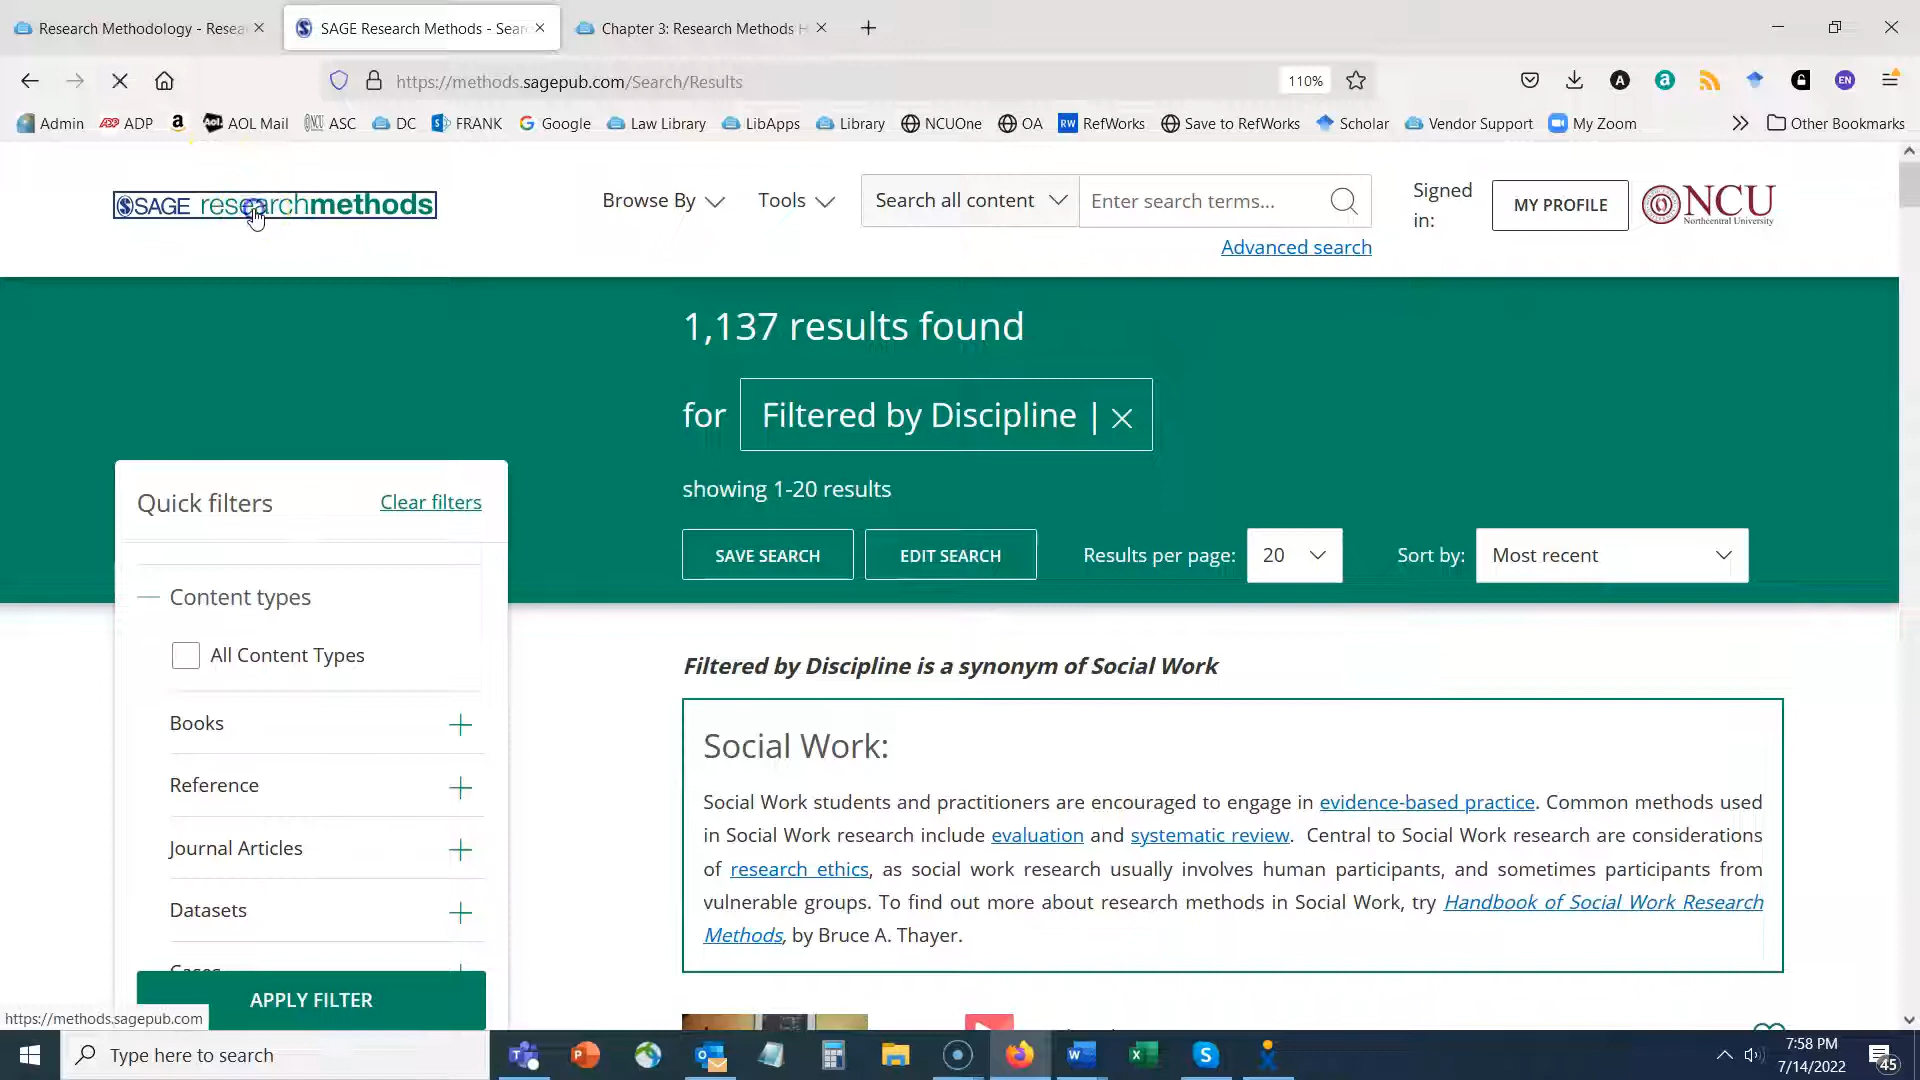 Research Methodology - Resea
SAGE Research Methods - Sear
Chapter 3: Research Methods H
https://methods.sagepub.com/Search/Results
110%
Admin
ADP
AOL Mail
ASC
DC
FRANK
Google
Law Library
LibApps
Library
NCUOne
OA
RefWorks
Save to RefWorks
Scholar
Vendor Support
My Zoom
Other Bookmarks
SAGE researchmethods
Browse By
Tools
Search all content
Enter search terms...
Advanced search
Signed
in:
MY PROFILE
NCU
Northcentral University
1,137 results found
for Filtered by Discipline |
showing 1-20 results
SAVE SEARCH
EDIT SEARCH
Results per page: 20
Sort by: Most recent
Quick filters
Clear filters
Content types
All Content Types
Books
Reference
Journal Articles
Datasets
Cases
APPLY FILTER
Filtered by Discipline is a synonym of Social Work
Social Work:
Social Work students and practitioners are encouraged to engage in evidence-based practice. Common methods used
in Social Work research include evaluation and systematic review. Central to Social Work research are considerations
of research ethics, as social work research usually involves human participants, and sometimes participants from
vulnerable groups. To find out more about research methods in Social Work, try Handbook of Social Work Research
Methods, by Bruce A. Thayer.
https://methods.sagepub.com
Type here to search
7:58 PM
7/14/2022
45